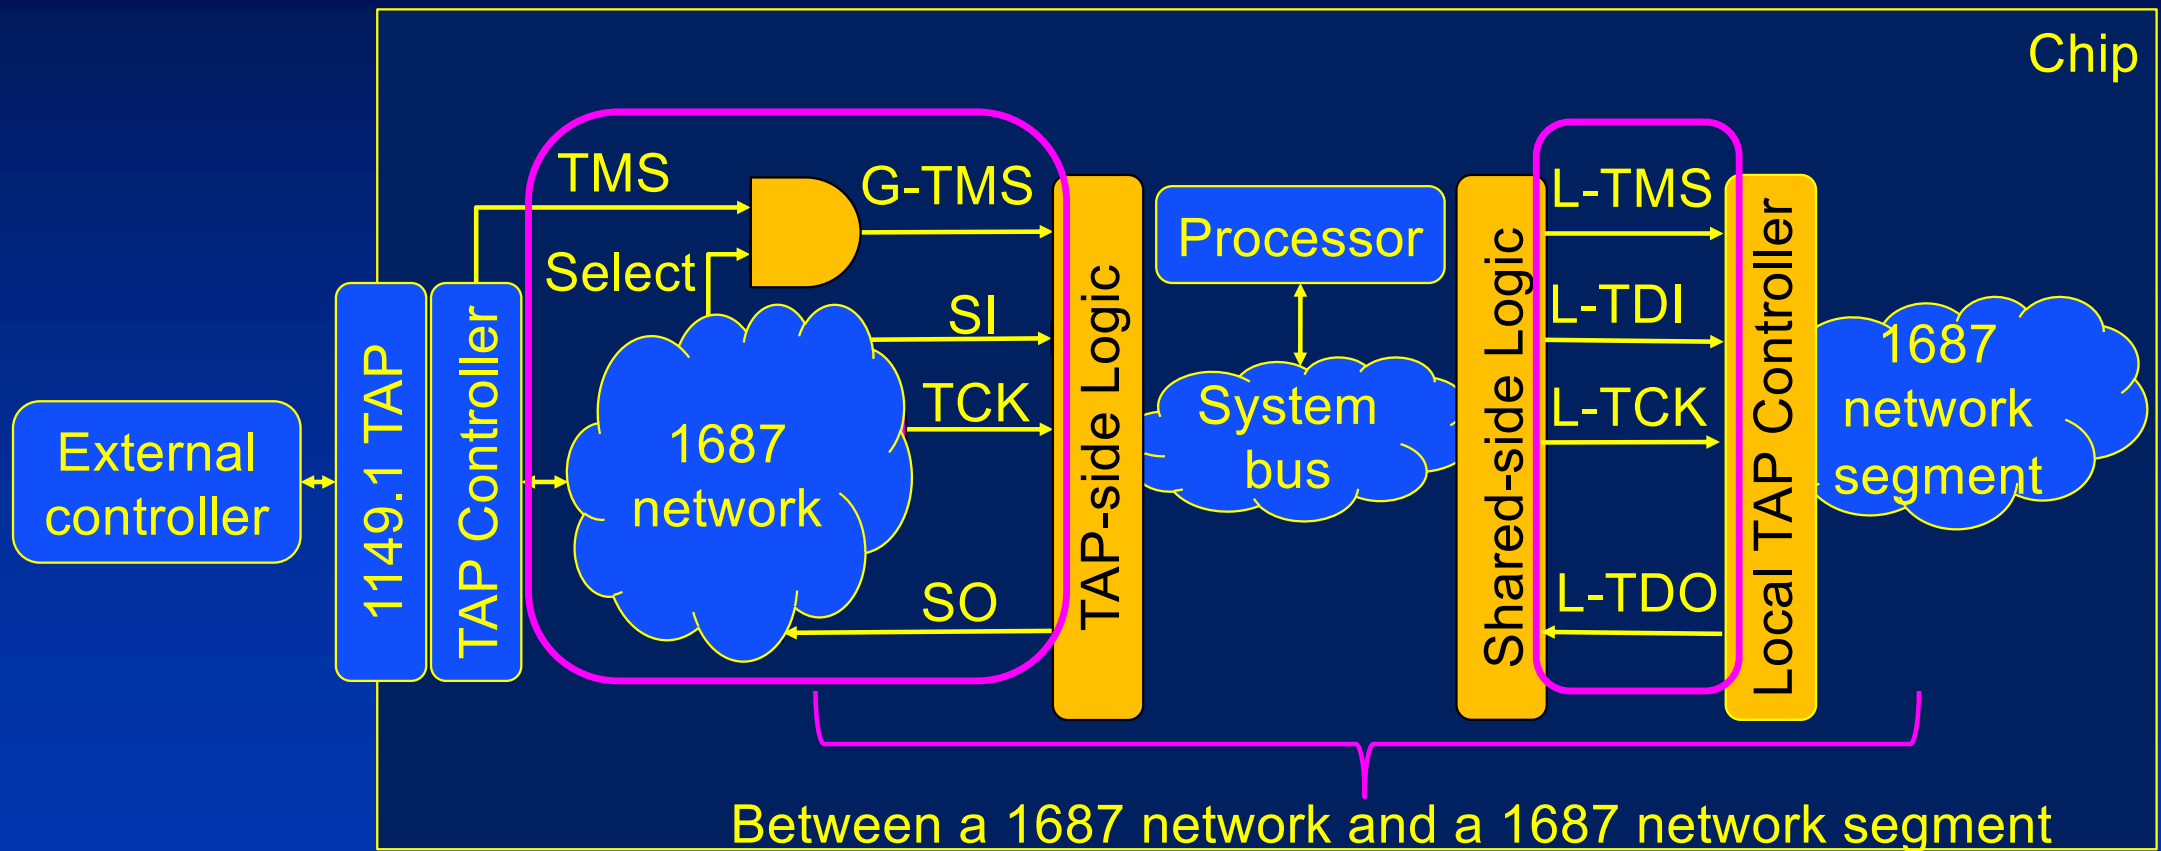 Chip
TMS
G-TMS
Select
SI
TCK
SO
External
controller
1149.1 TAP
TAP Controller
1687
network
TAP-side Logic
Processor
System
bus
Shared-side Logic
L-TMS
L-TDI
L-TCK
L-TDO
Local TAP Controller
1687
network
segment
Between a 1687 network and a 1687 network segment